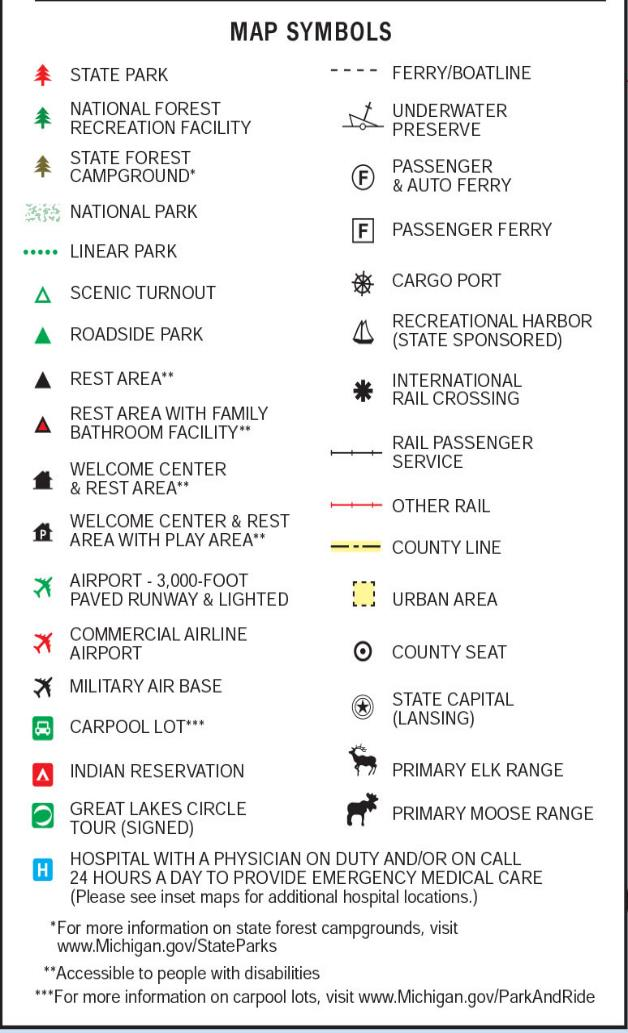 MAP SYMBOLS
STATE PARK
NATIONAL FOREST
RECREATION FACILITY
STATE FOREST
CAMPGROUND*
NATIONAL PARK
LINEAR PARK
SCENIC TURNOUT
ROADSIDE PARK
REST AREA**
REST AREA WITH FAMILY
BATHROOM FACILITY**
WELCOME CENTER
& REST AREA**
P
WELCOME CENTER & REST
AREA WITH PLAY AREA**
AIRPORT - 3,000-FOOT
PAVED RUNWAY & LIGHTED
COMMERCIAL AIRLINE
AIRPORT
MILITARY AIR BASE
CARPOOL LOT***
INDIAN RESERVATION
GREAT LAKES CIRCLE
TOUR (SIGNED)
FERRY/BOATLINE
UNDERWATER
PRESERVE
F
PASSENGER
& AUTO FERRY
F PASSENGER FERRY
CARGO PORT
RECREATIONAL HARBOR
(STATE SPONSORED)
INTERNATIONAL
RAIL CROSSING
RAIL PASSENGER
SERVICE
OTHER RAIL
COUNTY LINE
URBAN AREA
COUNTY SEAT
STATE CAPITAL
(LANSING)
PRIMARY ELK RANGE
PRIMARY MOOSE RANGE
H
HOSPITAL WITH A PHYSICIAN ON DUTY AND/OR ON CALL
24 HOURS A DAY TO PROVIDE EMERGENCY MEDICAL CARE
(Please see inset maps for additional hospital locations.)
*For more information on state forest campgrounds, visit
www.Michigan.gov/StateParks
**Accessible to people with disabilities
***For more information on carpool lots, visit www.Michigan.gov/ParkAndRide